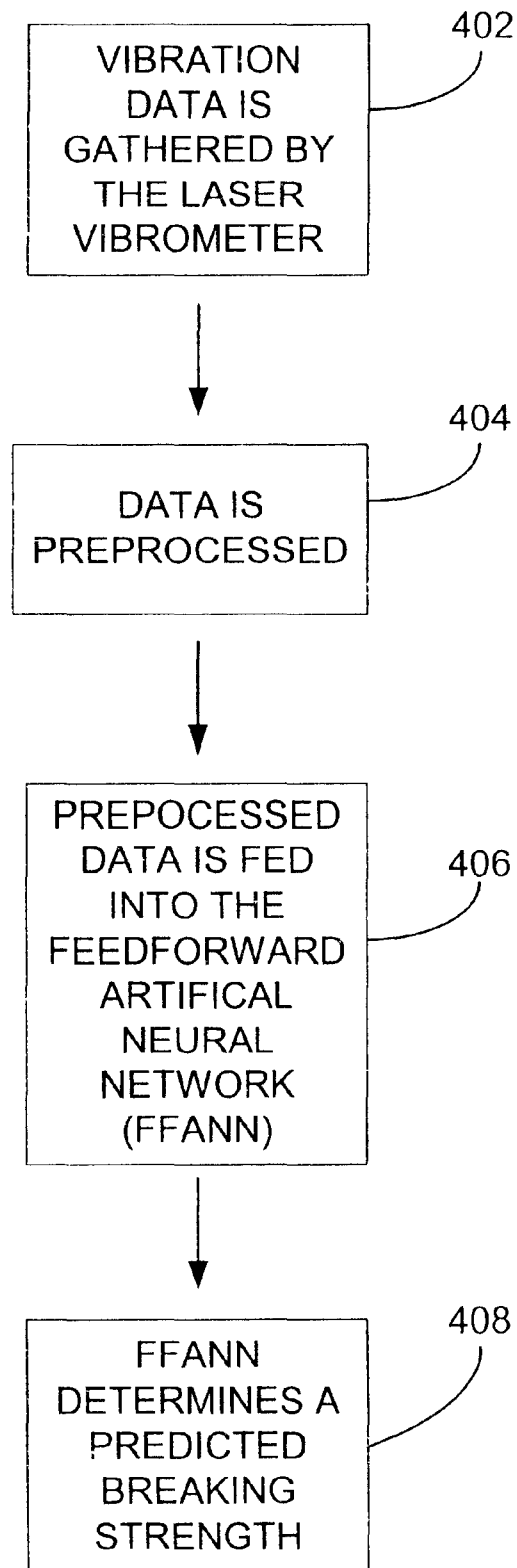 402
VIBRATION
DATA IS
GATHERED BY
THE LASER
VIBROMETER
404
DATA IS
PREPROCESSED
PREPOCESSED
DATA IS FED
INTO THE
FEEDFORWARD
ARTIFICAL
NEURAL
NETWORK
(FFANN)
406
408
FFANN
DETERMINES A
PREDICTED
BREAKING
STRENGTH